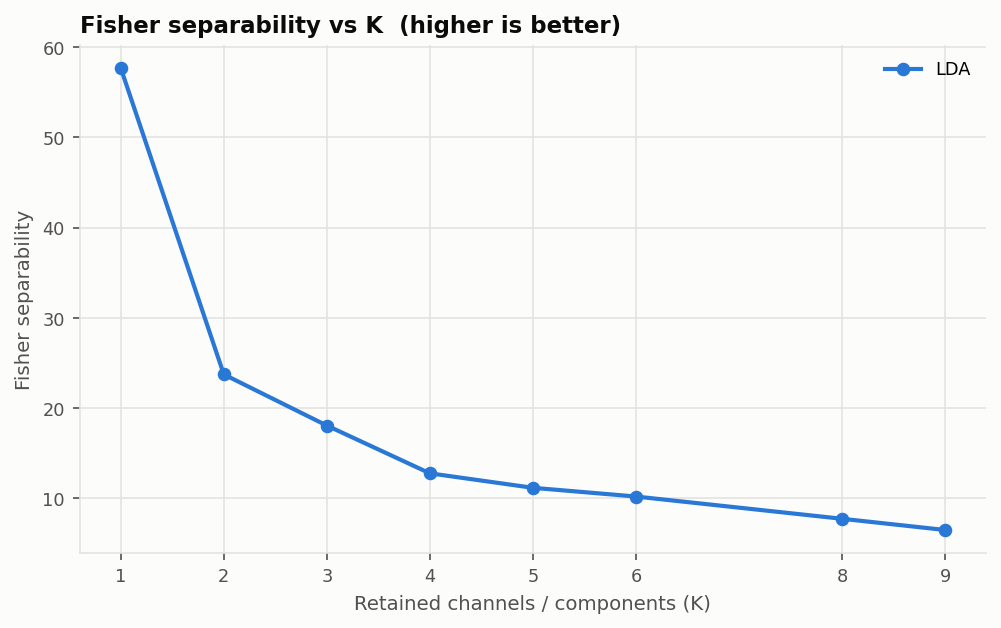 Fisher separability vs K  (higher is better)
LDA
Fisher separability
60
50
40
30
20
10
1 2 3 4 5 6 8 9
Retained channels / components (K)